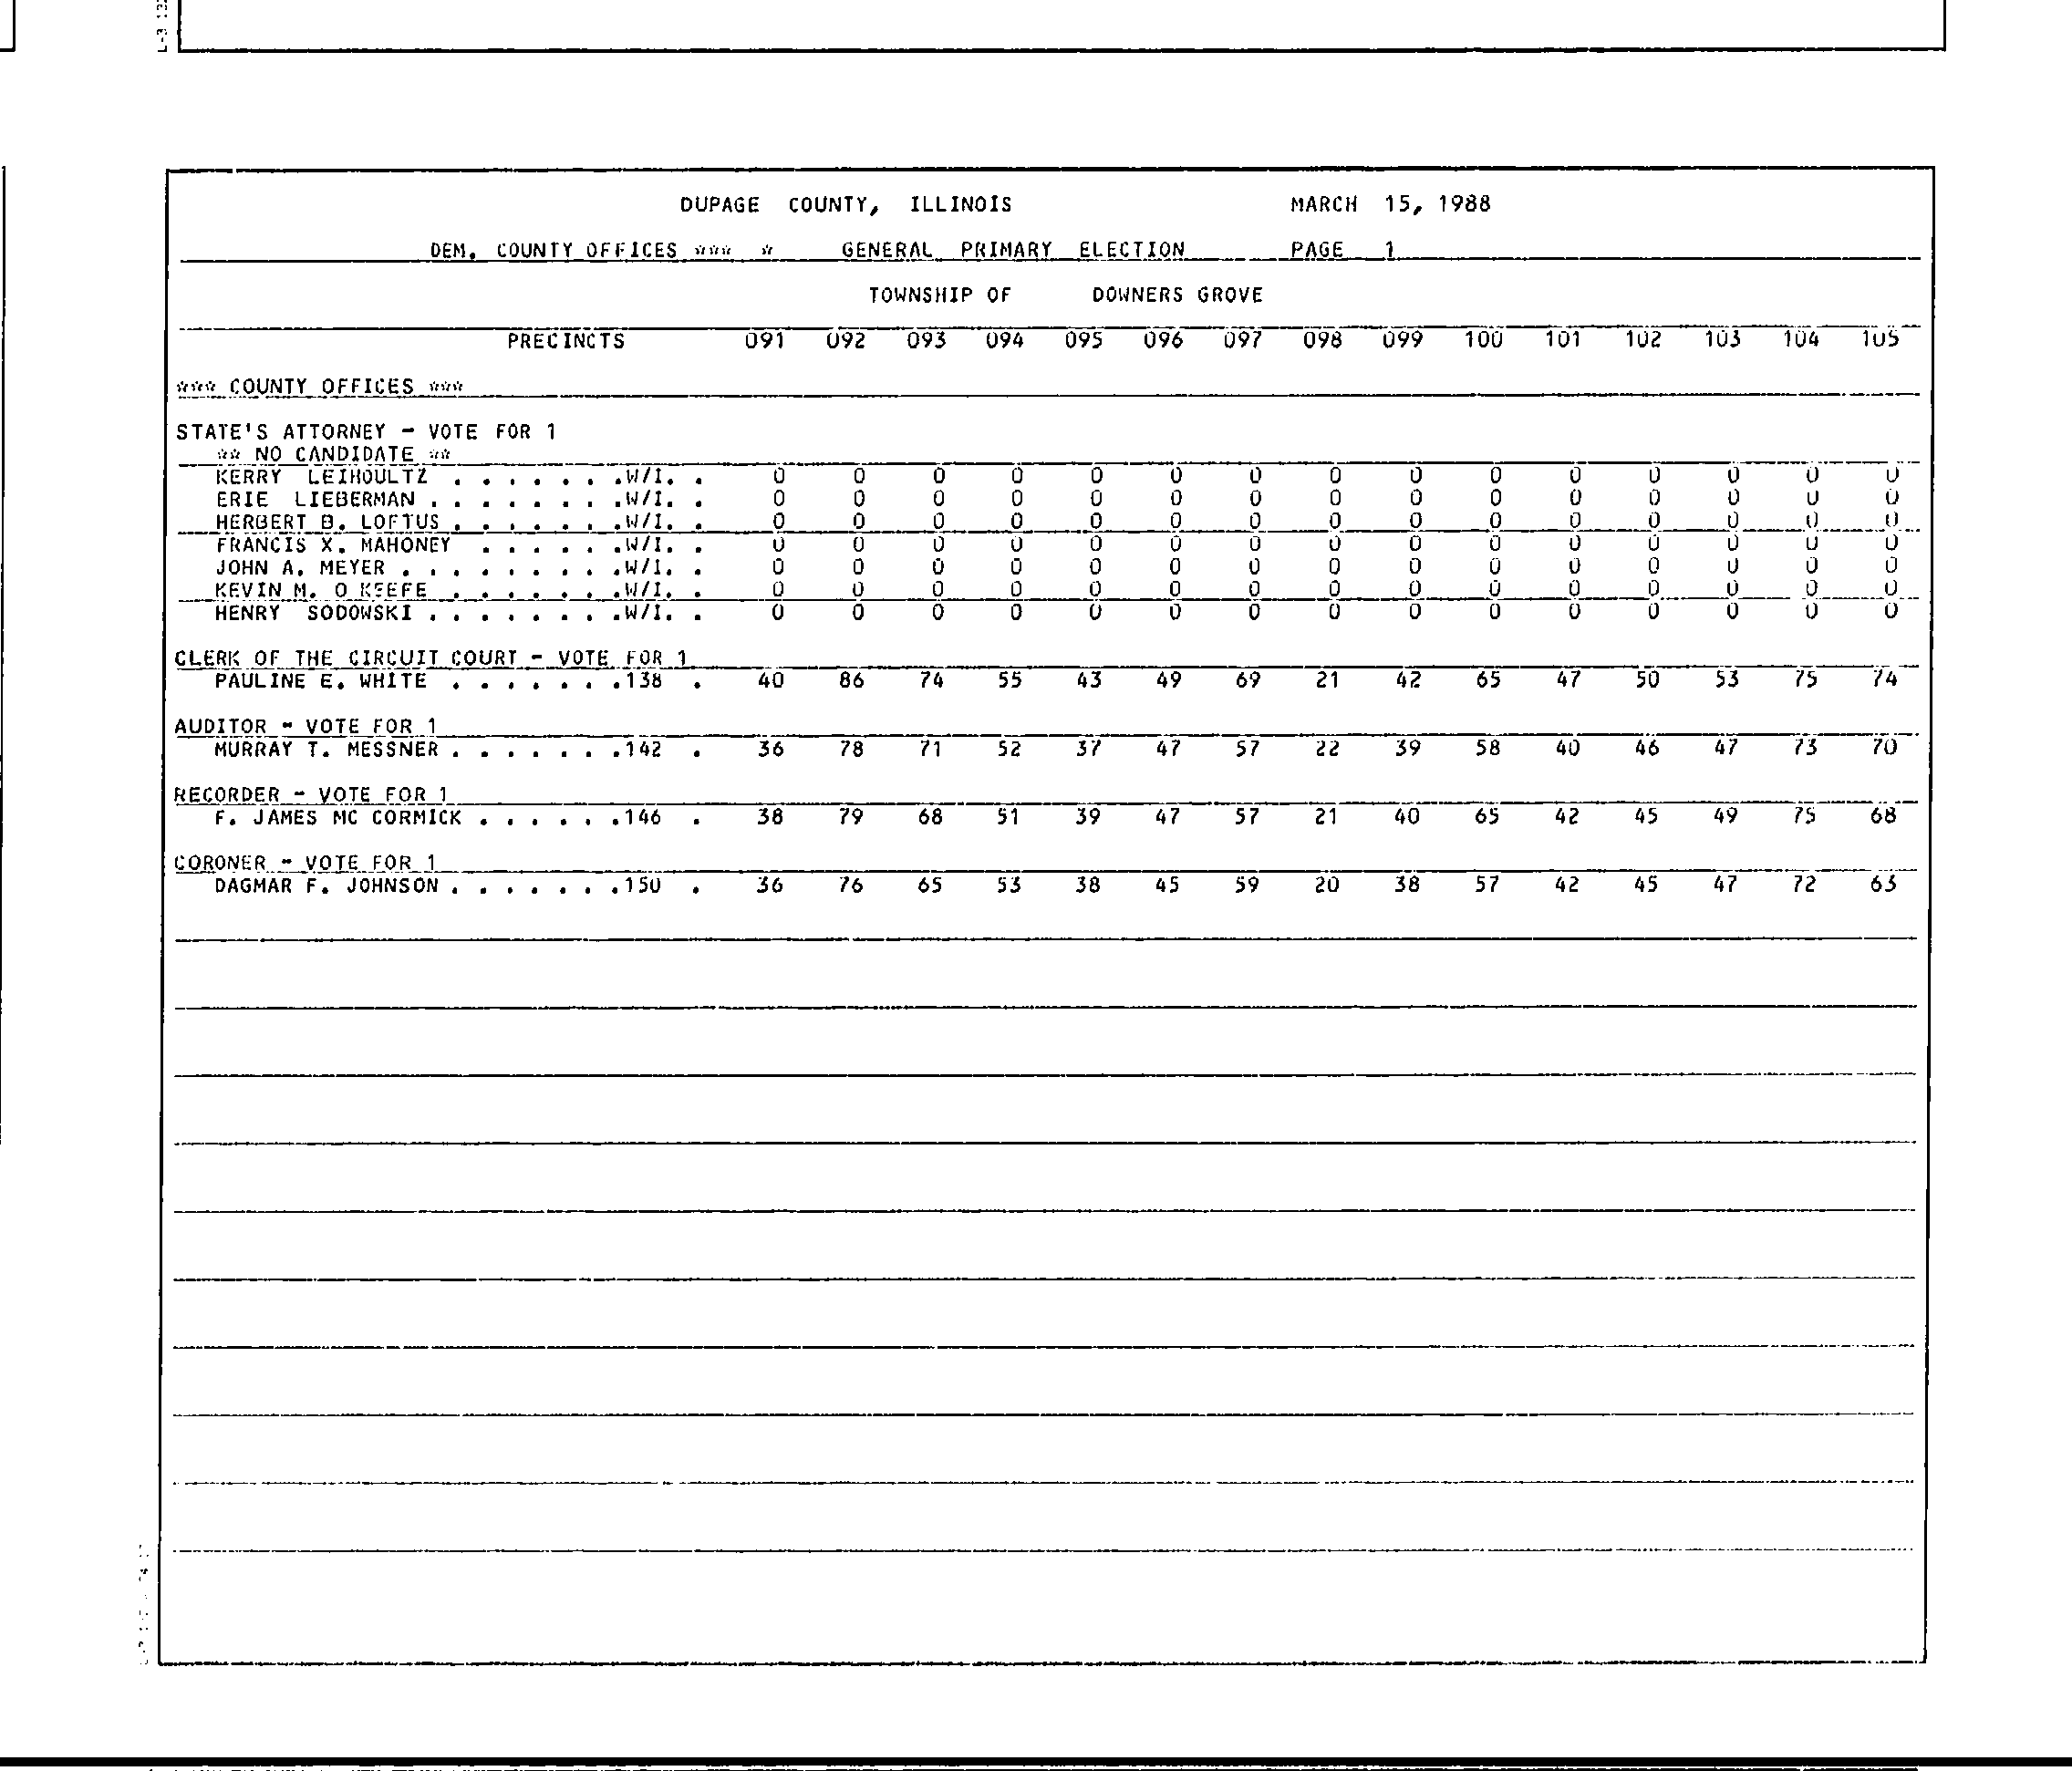 DUPAGE COUNTY, ILLINOIS MARCH 15, 1988
DEM. COUNTY OFFICES *** * GENERAL PRIMARY ELECTION PAGE 1
TOWNSHIP OF DOWNERS GROVE
PRECINCTS 091 092 093 094 095 096 097 098 099 100 101 102 103 104 105
*** COUNTY OFFICES ***
STATE'S ATTORNEY - VOTE FOR 1
** NO CANDIDATE **
KERRY LEIHOULTZ . . . . . . .W/I. . 0 0 0 0 0 0 0 0 0 0 0 0 0 0 0
ERIE LIEBERMAN . . . . . . . .W/I. . 0 0 0 0 0 0 0 0 0 0 0 0 0 0 0
HERBERT B. LOFTUS . . . . . . .W/I. . 0 0 0 0 0 0 0 0 0 0 0 0 0 0 0
FRANCIS X. MAHONEY . . . . . .W/I. . 0 0 0 0 0 0 0 0 0 0 0 0 0 0 0
JOHN A. MEYER . . . . . . . . .W/I. . 0 0 0 0 0 0 0 0 0 0 0 0 0 0 0
KEVIN M. O KEEFE . . . . . . .W/I. . 0 0 0 0 0 0 0 0 0 0 0 0 0 0 0
HENRY SODOWSKI . . . . . . . .W/I. . 0 0 0 0 0 0 0 0 0 0 0 0 0 0 0
CLERK OF THE CIRCUIT COURT - VOTE FOR 1
PAULINE E. WHITE . . . . . . .138 . 40 86 74 55 43 49 69 21 42 65 47 50 53 75 74
AUDITOR - VOTE FOR 1
MURRAY T. MESSNER . . . . . . .142 . 36 78 71 52 37 47 57 22 39 58 40 46 47 73 70
RECORDER - VOTE FOR 1
F. JAMES MC CORMICK . . . . . .146 . 38 79 68 51 39 47 57 21 40 65 42 45 49 75 68
CORONER - VOTE FOR 1
DAGMAR F. JOHNSON . . . . . . .150 . 36 76 65 53 38 45 59 20 38 57 42 45 47 72 63